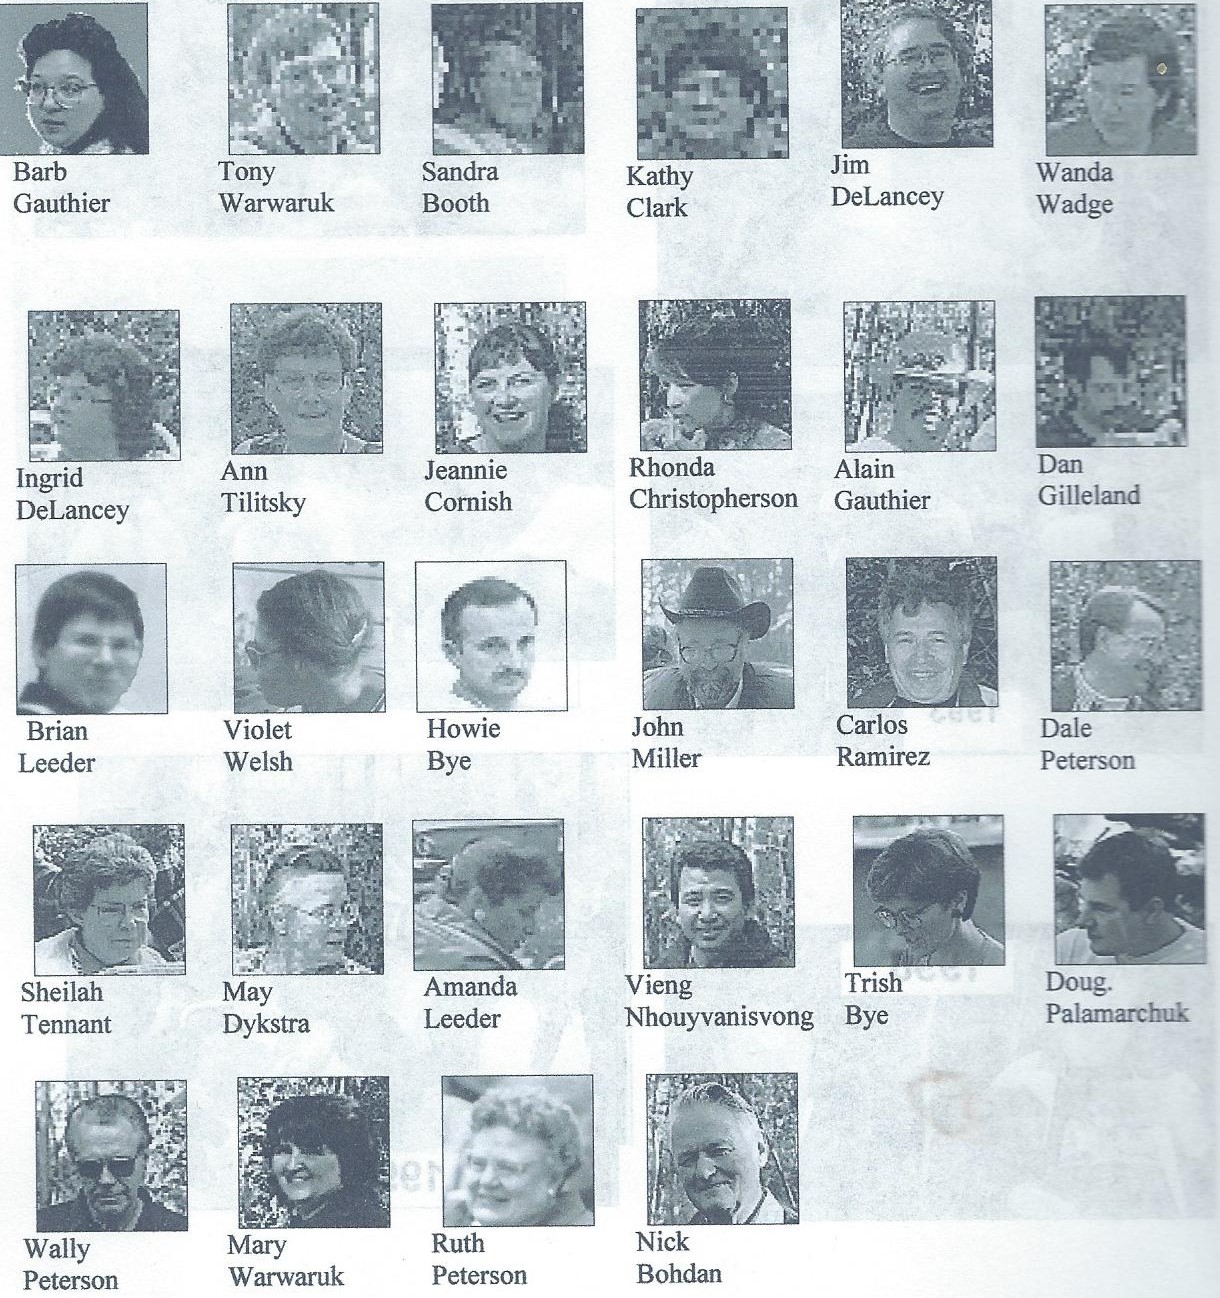 Barb
Gauthier
Tony
Warwaruk
Sandra
Booth
Kathy
Clark
Jim
DeLancey
Wanda
Wadge
Ingrid
DeLancey
Ann
Tilitsky
Jeannie
Cornish
Rhonda
Christopherson
Alain
Gauthier
Dan
Gilleland
Brian
Leeder
Violet
Welsh
Howie
Bye
John
Miller
Carlos
Ramirez
Dale
Peterson
Sheilah
Tennant
May
Dykstra
Amanda
Leeder
Vieng
Nhouyvanisvong
Trish
Bye
Doug.
Palamarchuk
Wally
Peterson
Mary
Warwaruk
Ruth
Peterson
Nick
Bohdan